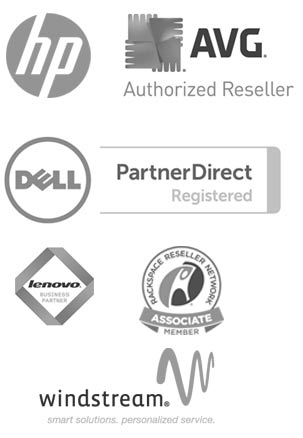 hp
AVG.
Authorized Reseller
DELL
PartnerDirect
Registered
lenovo.
BUSINESS
PARTNER
RACKSPACE RESELLER NETWORK
ASSOCIATE
MEMBER
windstream®
smart solutions. personalized service.